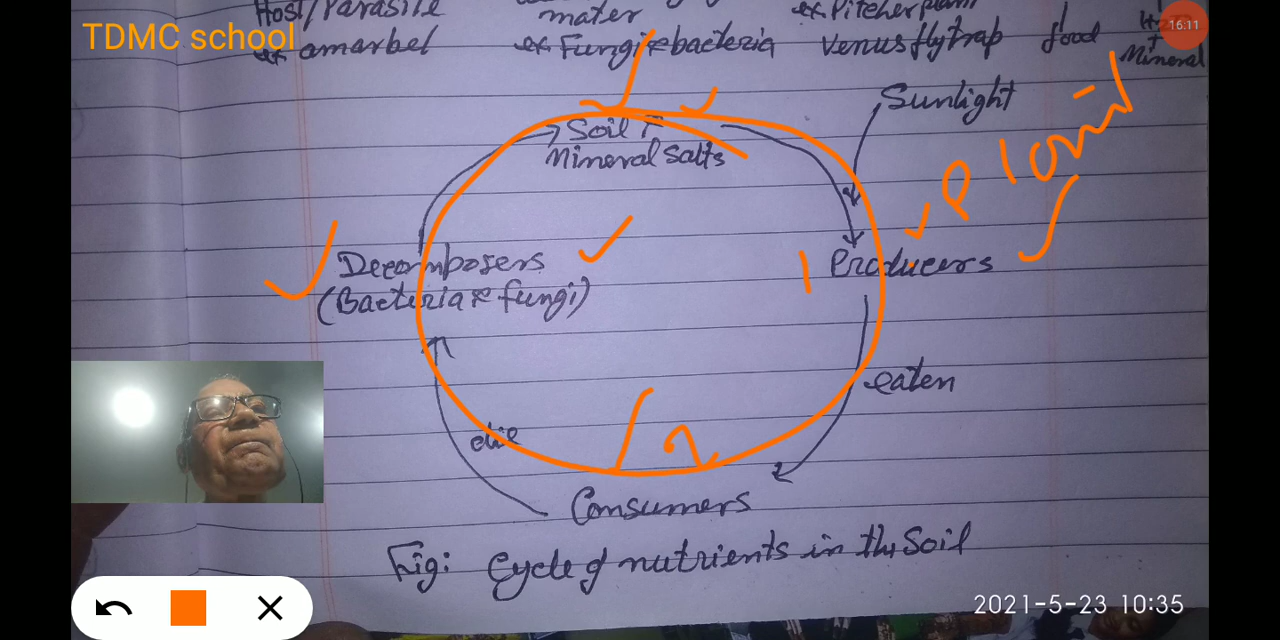 Host/Parasite
mater
ex Pitcher plant
TDMC school
16:11
ex amarbel
ex Fungi & bacteria
Venus flytrap
food
+
Mineral
Sunlight
Soil +
Mineral Salts
Plant
Decomposers
(Bacteria & fungi)
Producers
eaten
die
Consumers
Fig: Cycle of nutrients in the Soil
2021-5-23 10:35